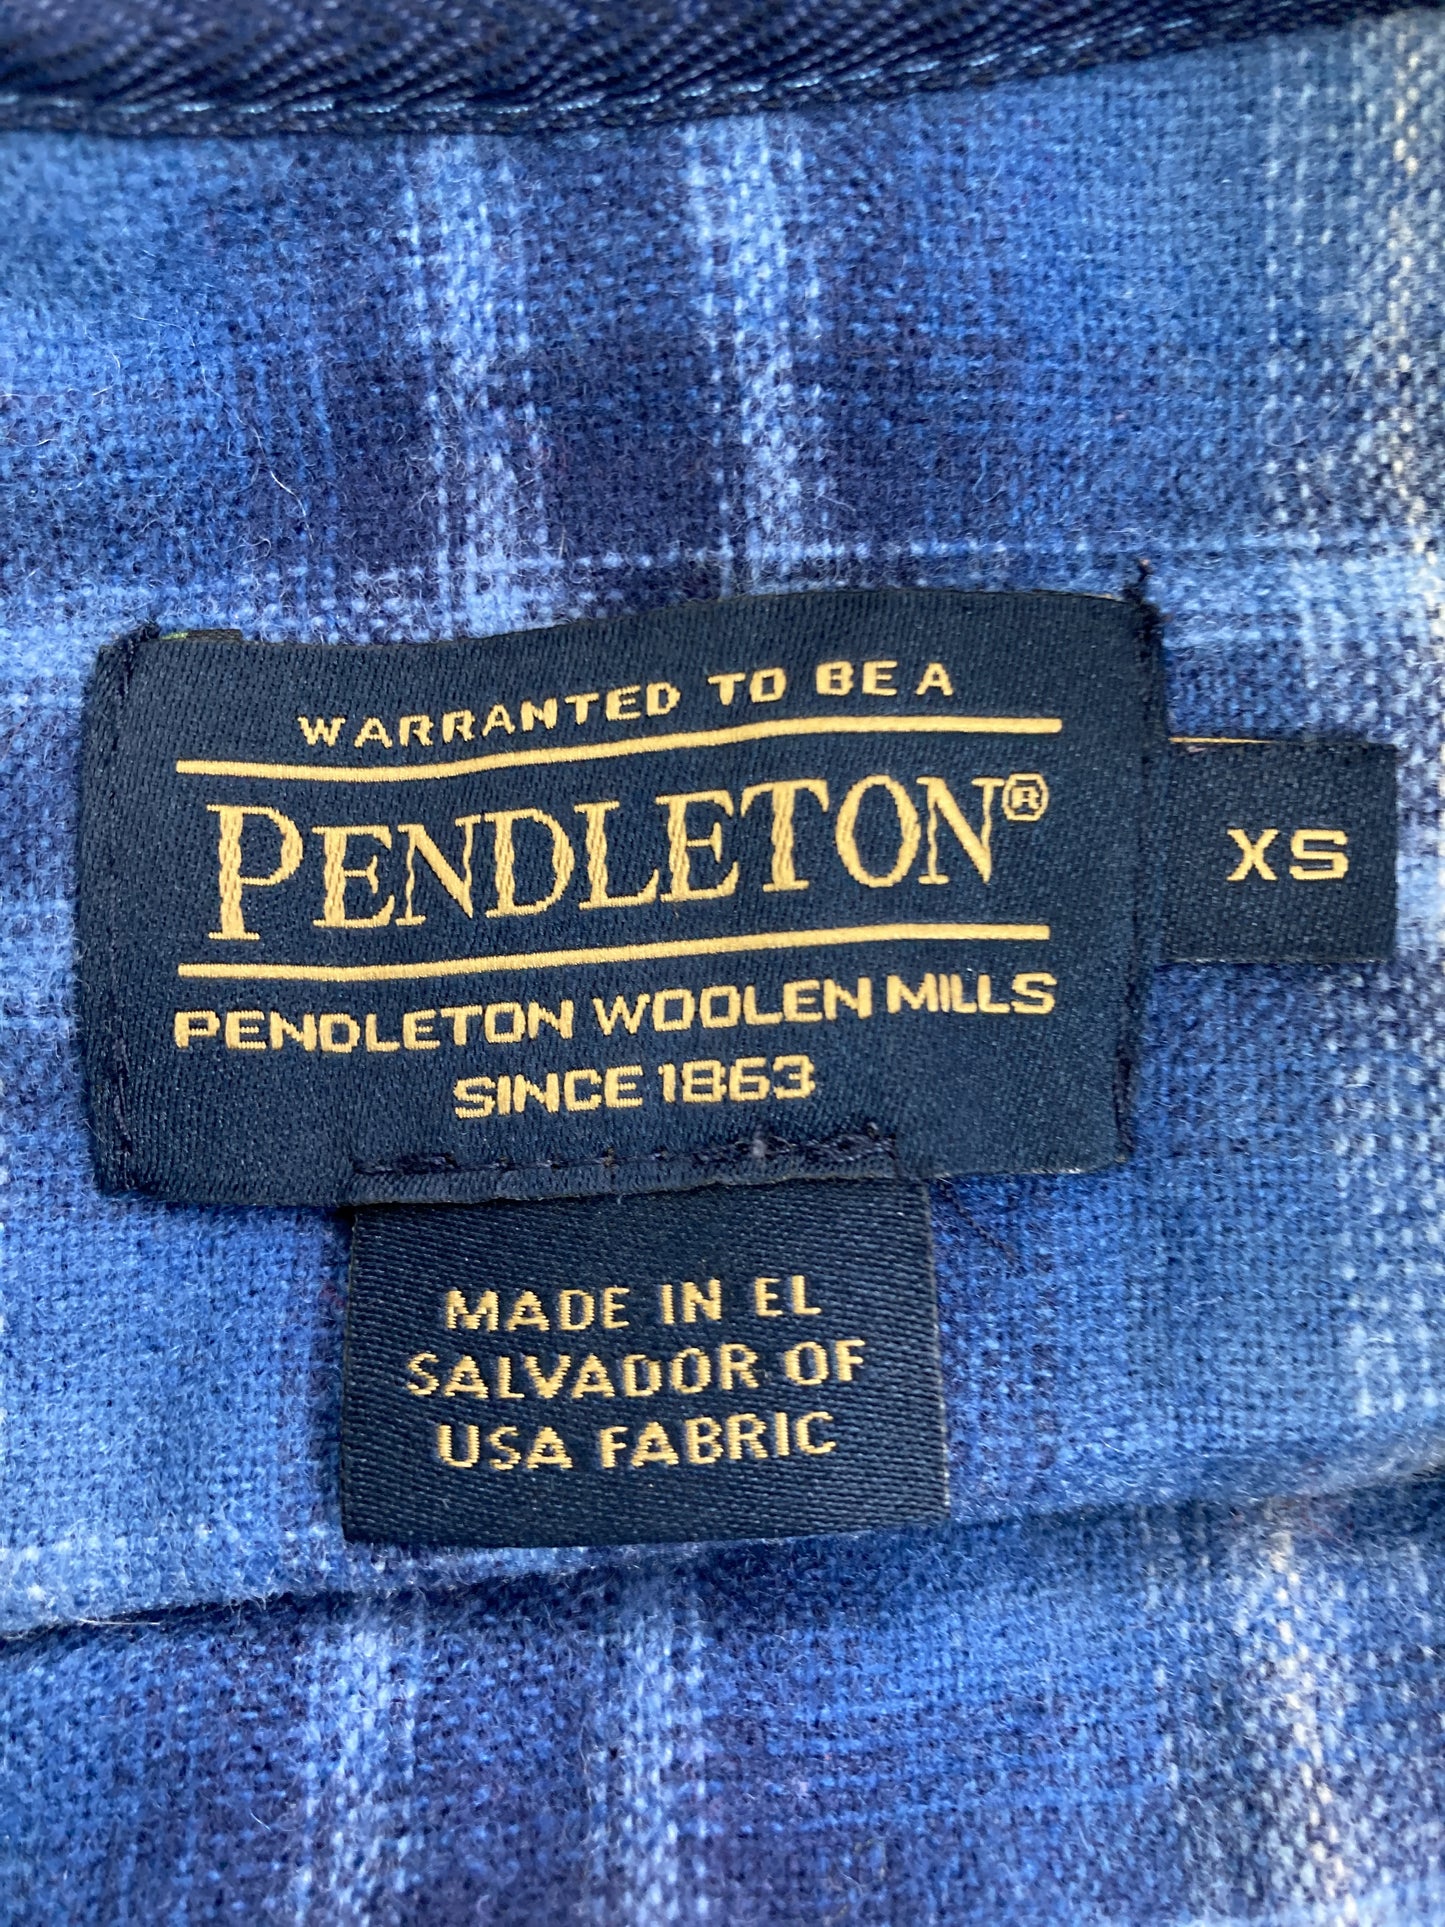 WARRANTED TO BE A
PENDLETON®
PENDLETON WOOLEN MILLS
SINCE 1863
XS
MADE IN EL
SALVADOR OF
USA FABRIC